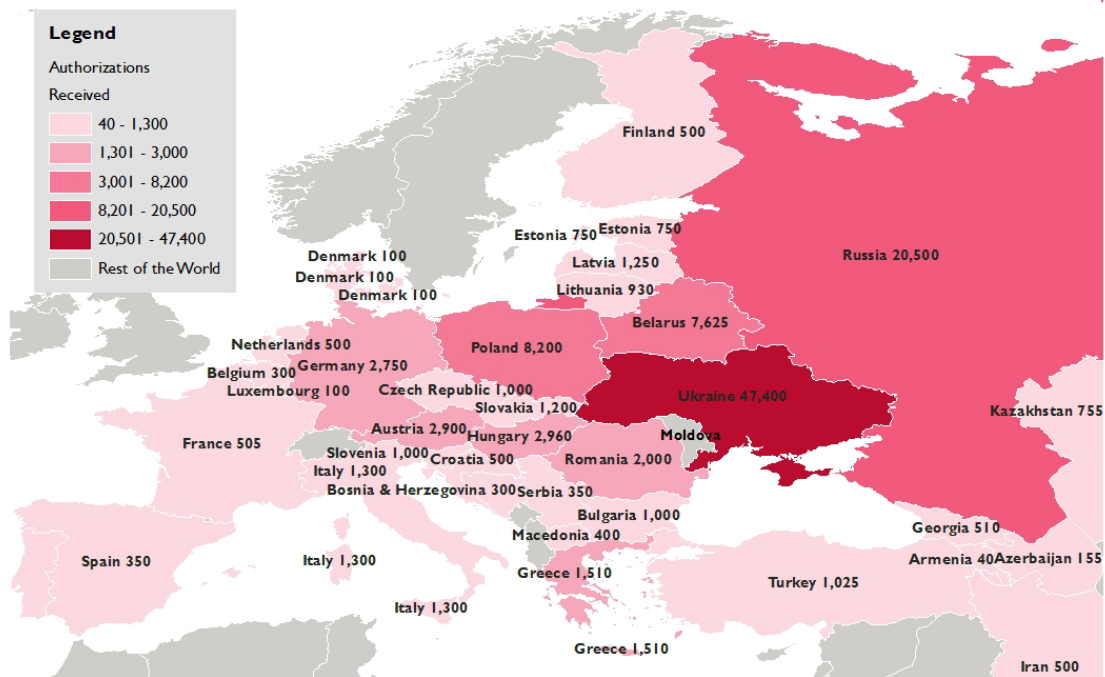 Legend
Authorizations
Received
40 - 1,300
1,301 - 3,000
3,001 - 8,200
8,201 - 20,500
20,501 - 47,400
Rest of the World
Finland 500
Estonia 750
Estonia 750
Russia 20,500
Denmark 100
Latvia 1,250
Denmark 100
Lithuania 930
Denmark 100
Belarus 7,625
Netherlands 500
Poland 8,200
Germany 2,750
Belgium 300
Luxembourg 100
Czech Republic 1,000
Ukraine 47,400
Slovakia 1,200
Kazakhstan 755
Austria 2,900
Hungary 2,960
Moldova
France 505
Slovenia 1,000
Croatia 500
Romania 2,000
Italy 1,300
Bosnia & Herzegovina 300
Serbia 350
Bulgaria 1,000
Georgia 510
Macedonia 400
Spain 350
Italy 1,300
Greece 1,510
Armenia 40
Azerbaijan 155
Turkey 1,025
Italy 1,300
Greece 1,510
Iran 500